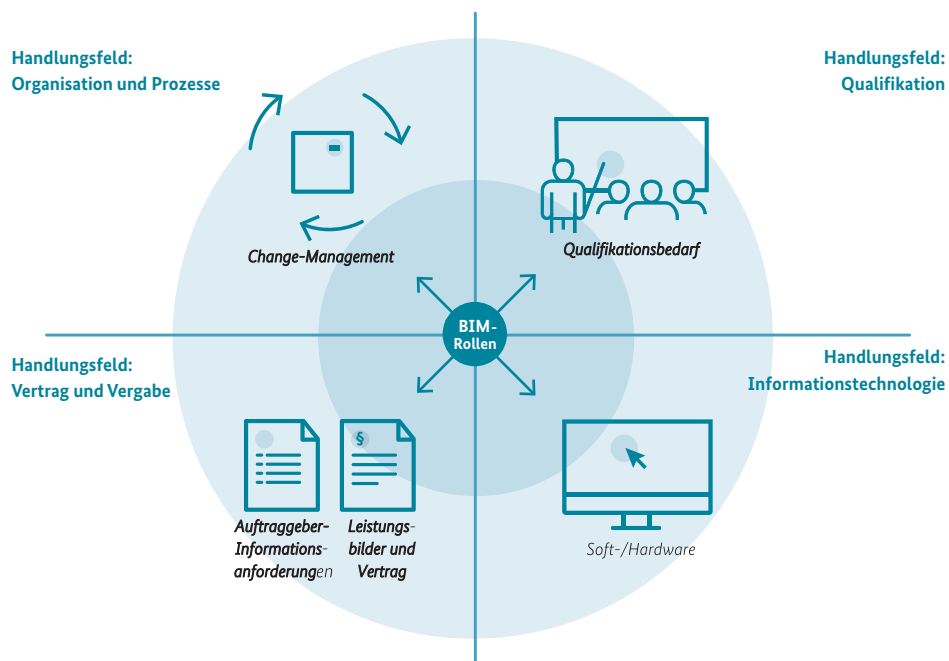 Handlungsfeld:
Organisation und Prozesse
Handlungsfeld:
Qualifikation
Change-Management
Qualifikationsbedarf
BIM-
Rollen
Handlungsfeld:
Vertrag und Vergabe
Handlungsfeld:
Informationstechnologie
§
Auftraggeber-
Informations-
anforderungen
Leistungs-
bilder und
Vertrag
Soft-/Hardware